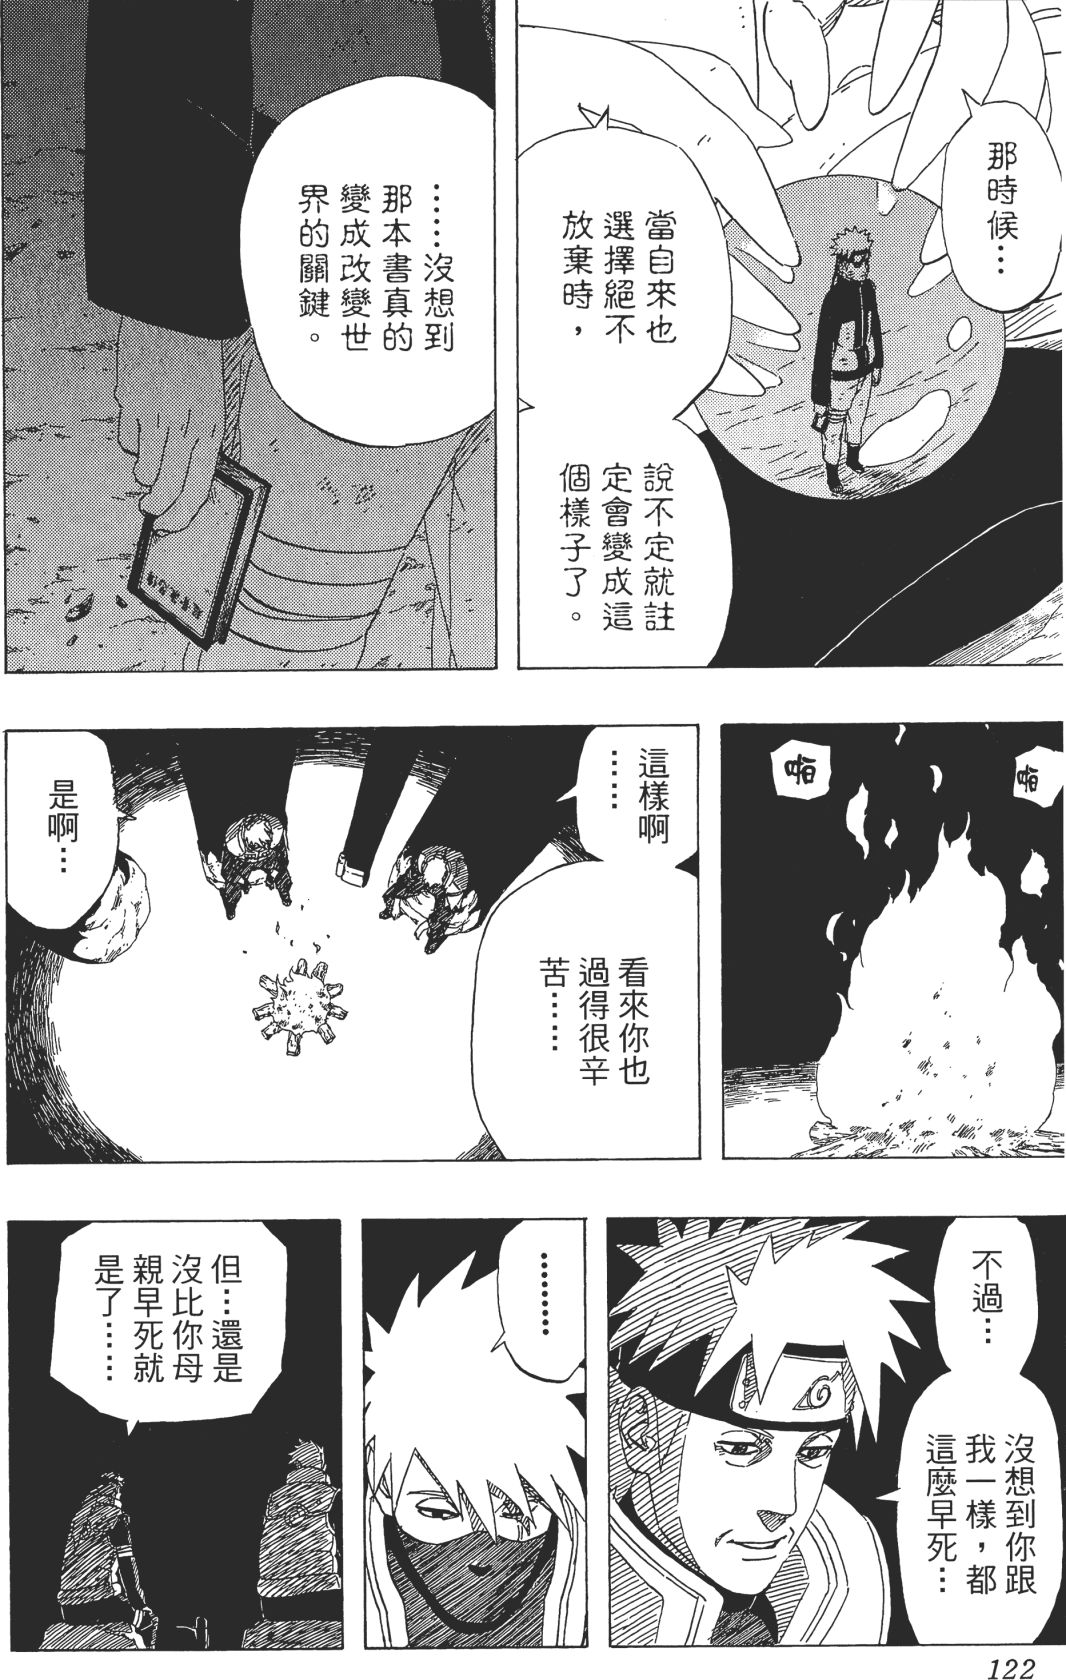 那時候…
當自來也
選擇絕不
放棄時，
說不定就註
定會變成這
個樣子了。
……沒想到
那本書真的
變成改變世
界的關鍵。
這樣啊
……
看來你也
過得很辛
苦……
是啊…
不過…
沒想到你跟
我一樣，都
這麼早死…
………
但…還是
沒比你母
親早死就
是了……
122